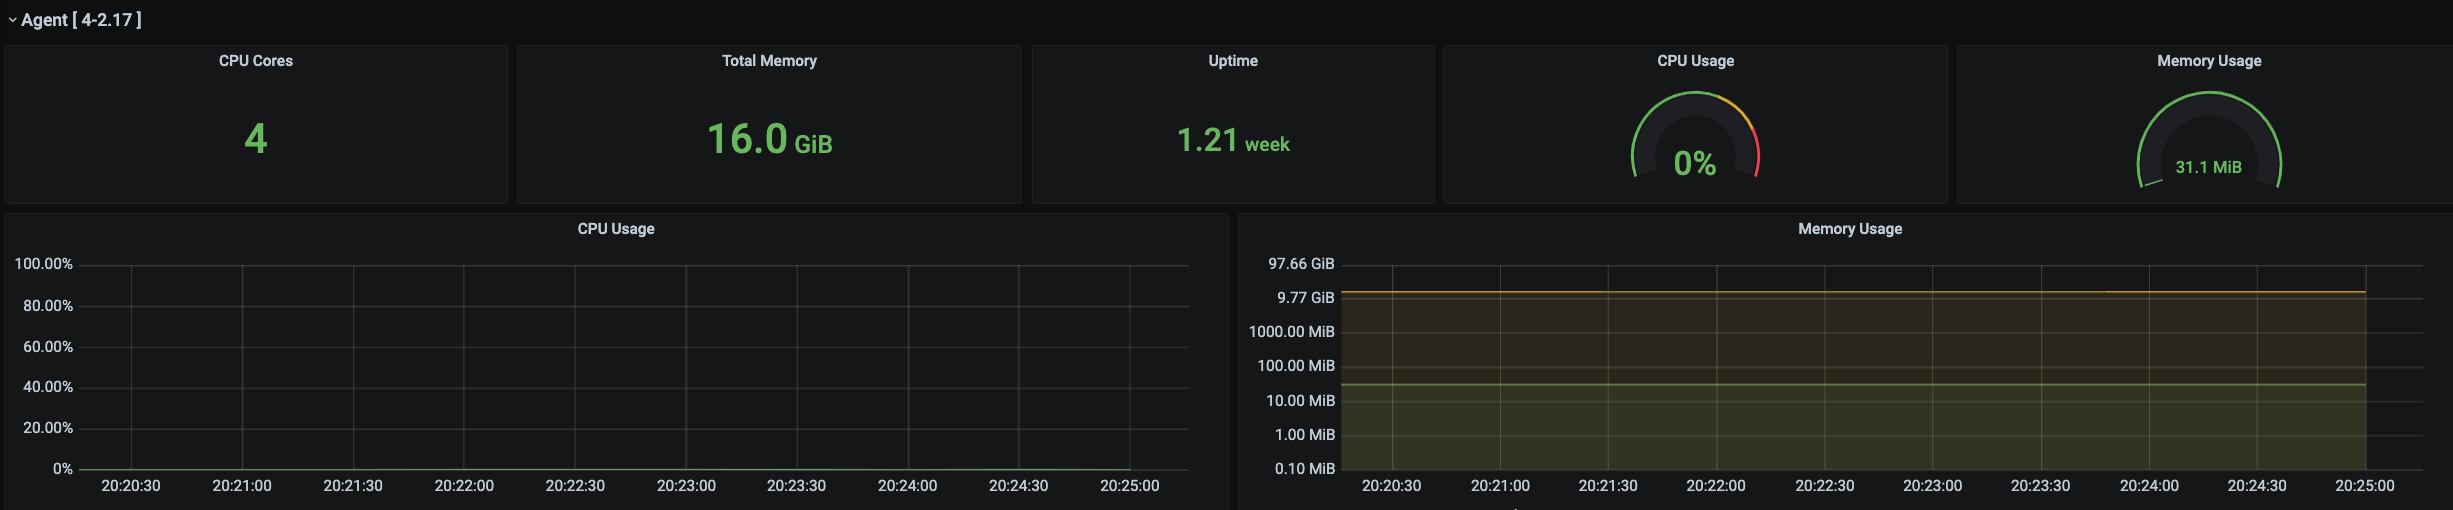 Agent [ 4-2.17 ]
CPU Cores
4
Total Memory
16.0 GiB
Uptime
1.21 week
CPU Usage
0%
Memory Usage
31.1 MiB
CPU Usage
100.00%
80.00%
60.00%
40.00%
20.00%
0%
20:20:30 20:21:00 20:21:30 20:22:00 20:22:30 20:23:00 20:23:30 20:24:00 20:24:30 20:25:00
Memory Usage
97.66 GiB
9.77 GiB
1000.00 MiB
100.00 MiB
10.00 MiB
1.00 MiB
0.10 MiB
20:20:30 20:21:00 20:21:30 20:22:00 20:22:30 20:23:00 20:23:30 20:24:00 20:24:30 20:25:00